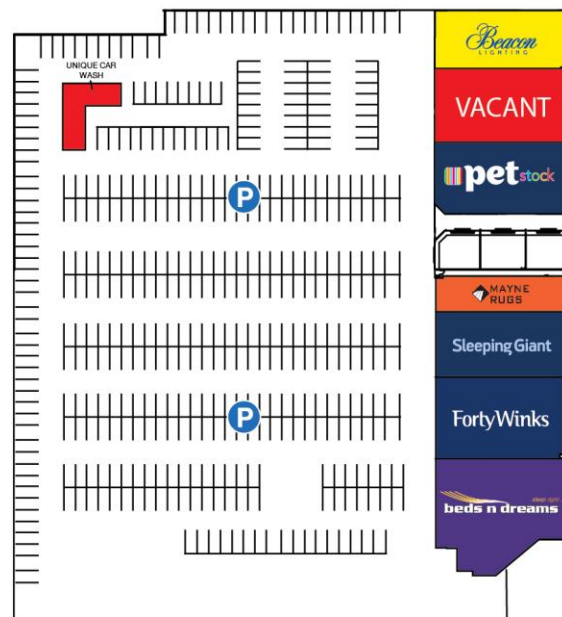 Beacon
LIGHTING
UNIQUE CAR
WASH
VACANT
petstock
P
MAYNE
RUGS
Sleeping Giant
FortyWinks
P
sleep right
beds n dreams